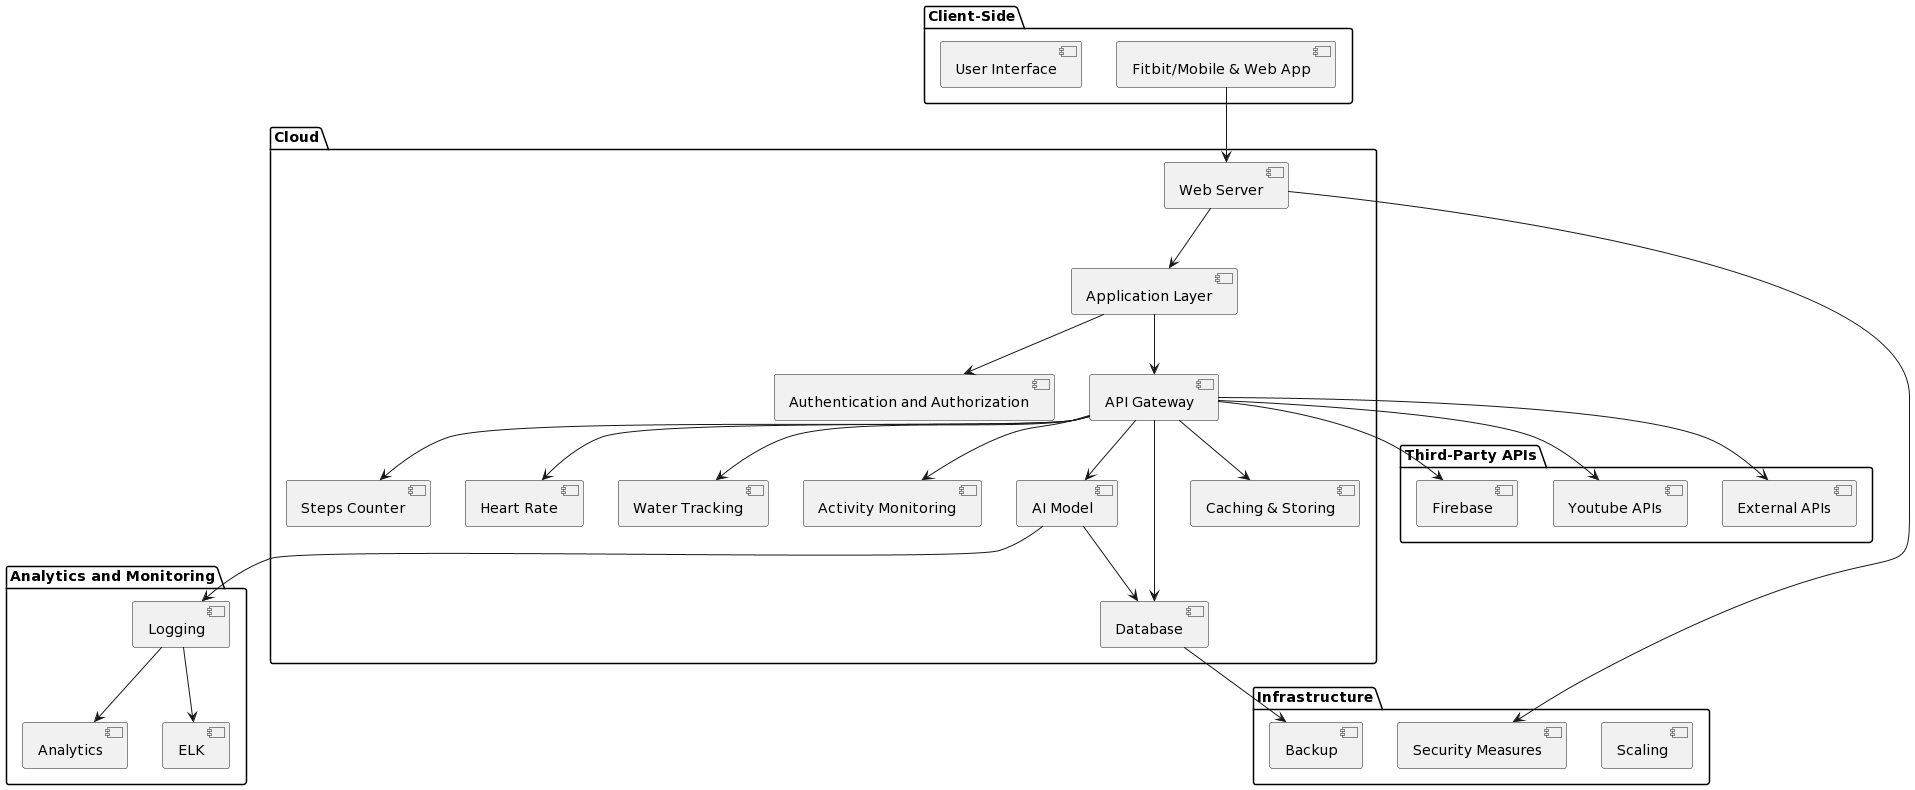 Client-Side
User Interface
Fitbit/Mobile & Web App
Cloud
Web Server
Application Layer
Authentication and Authorization
API Gateway
Third-Party APIs
Steps Counter
Heart Rate
Water Tracking
Activity Monitoring
AI Model
Caching & Storing
Firebase
Youtube APIs
External APIs
Analytics and Monitoring
Logging
Database
Infrastructure
Analytics
ELK
Backup
Security Measures
Scaling